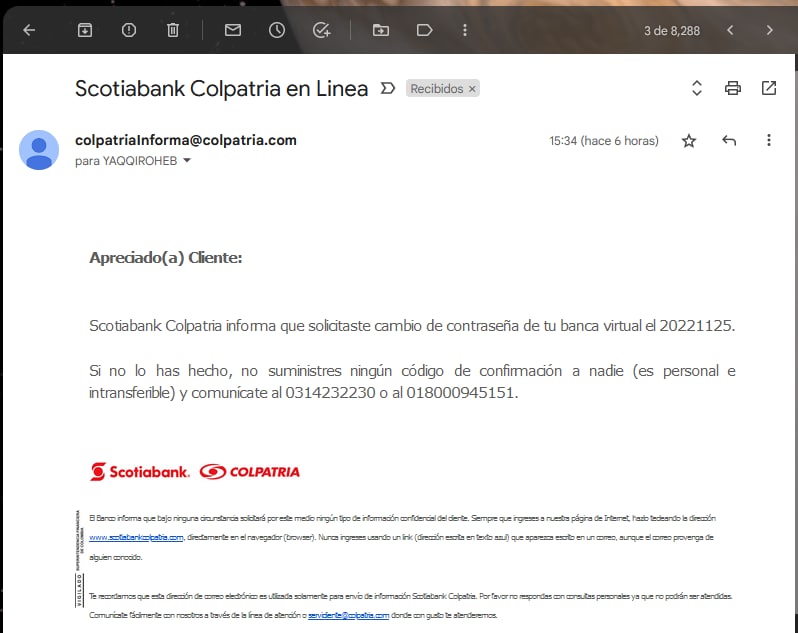 3 de 8,288
Scotiabank Colpatria en Linea Recibidos ×
colpatriaInforma@colpatria.com 15:34 (hace 6 horas)
para YAQQIROHEB
Apreciado(a) Cliente:
Scotiabank Colpatria informa que solicitaste cambio de contraseña de tu banca virtual el 20221125.
Si no lo has hecho, no suministres ningún código de confirmación a nadie (es personal e
intransferible) y comunícate al 0314232230 o al 018000945151.
Scotiabank. COLPATRIA
VIGILADO SUPERINTENDENCIA FINANCIERA
DE COLOMBIA
El Banco informa que bajo ninguna circunstancia solicitará por este medio ningún tipo de información confidencial del cliente. Siempre que ingreses a nuestra página de Internet, hazlo tecleando la dirección
www.scotiabankcolpatria.com, directamente en el navegador (browser). Nunca ingreses usando un link (dirección escrita en texto azul) que aparezca escrito en un correo, aunque el correo provenga de
alguien conocido.
Te recordamos que esta dirección de correo electrónico es utilizada solamente para envío de información Scotiabank Colpatria. Por favor no respondas con consultas personales ya que no podrán ser atendidas.
Comunícate fácilmente con nosotros a través de la línea de atención o servicliente@colpatria.com donde con gusto te atenderemos.